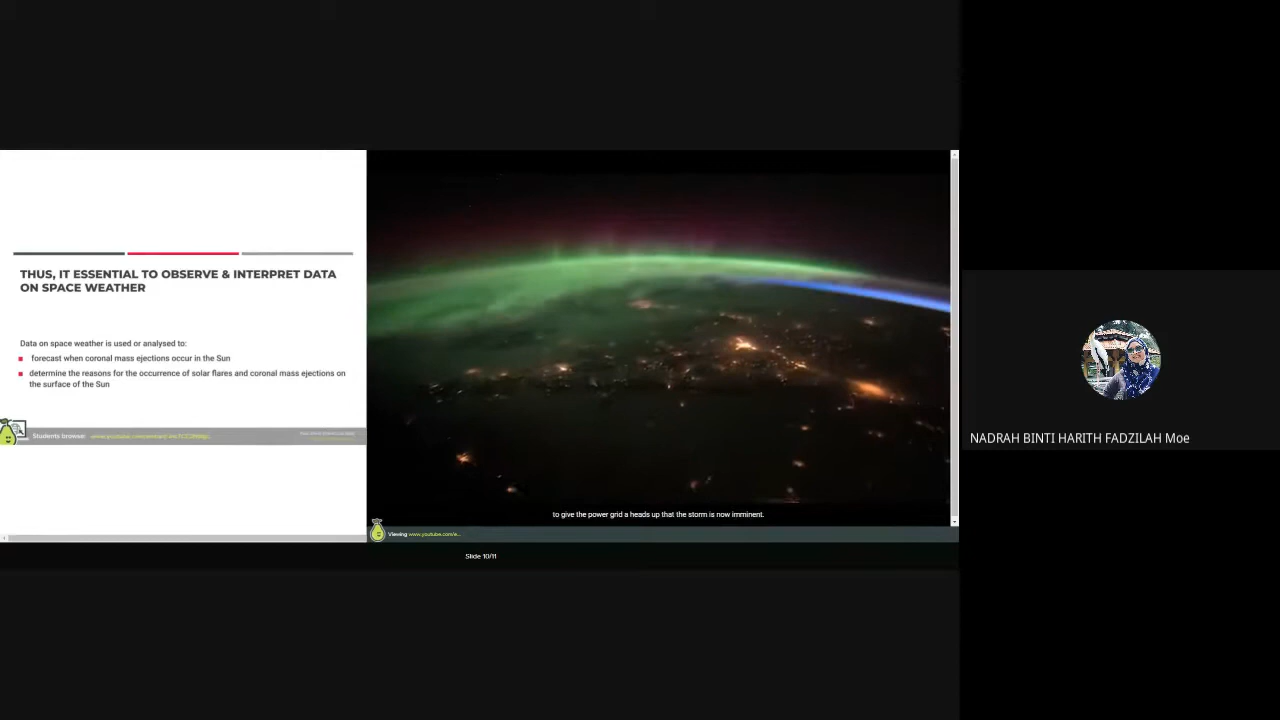 THUS, IT ESSENTIAL TO OBSERVE & INTERPRET DATA
ON SPACE WEATHER
Data on space weather is used or analysed to:
forecast when coronal mass ejections occur in the Sun
determine the reasons for the occurrence of solar flares and coronal mass ejections on
the surface of the Sun
Students browse:
to give the power grid a heads up that the storm is now imminent.
Viewing www.youtube.com/e...
Slide 10/11
NADRAH BINTI HARITH FADZILAH Moe